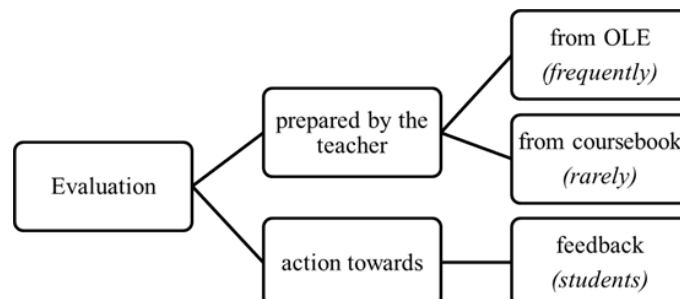 from OLE
(frequently)
prepared by the
teacher
from coursebook
(rarely)
Evaluation
action towards
feedback
(students)